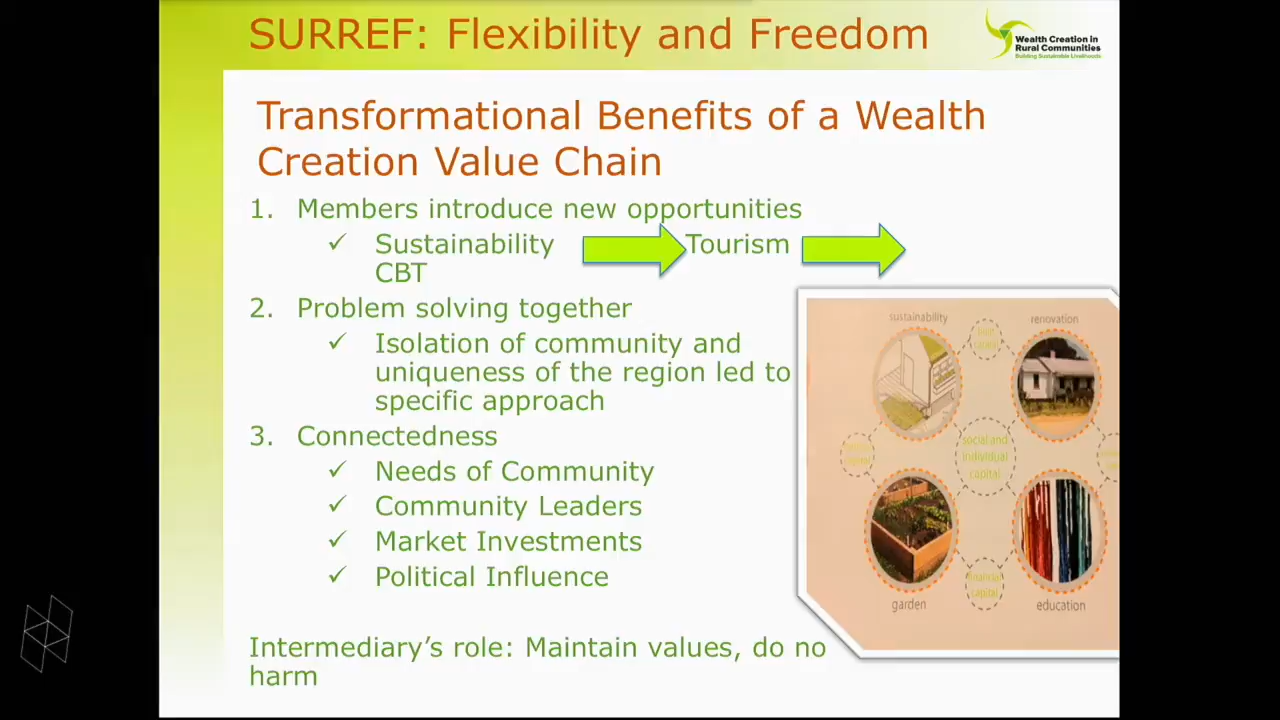 SURREF: Flexibility and Freedom
Wealth Creation in
Rural Communities
Building Sustainable Livelihoods
Transformational Benefits of a Wealth
Creation Value Chain
1. Members introduce new opportunities
✓ Sustainability Tourism
CBT
2. Problem solving together
✓ Isolation of community and
uniqueness of the region led to
specific approach
3. Connectedness
✓ Needs of Community
✓ Community Leaders
✓ Market Investments
✓ Political Influence
Intermediary’s role: Maintain values, do no
harm
sustainability
renovation
social and
individual
capital
financial
capital
garden
education